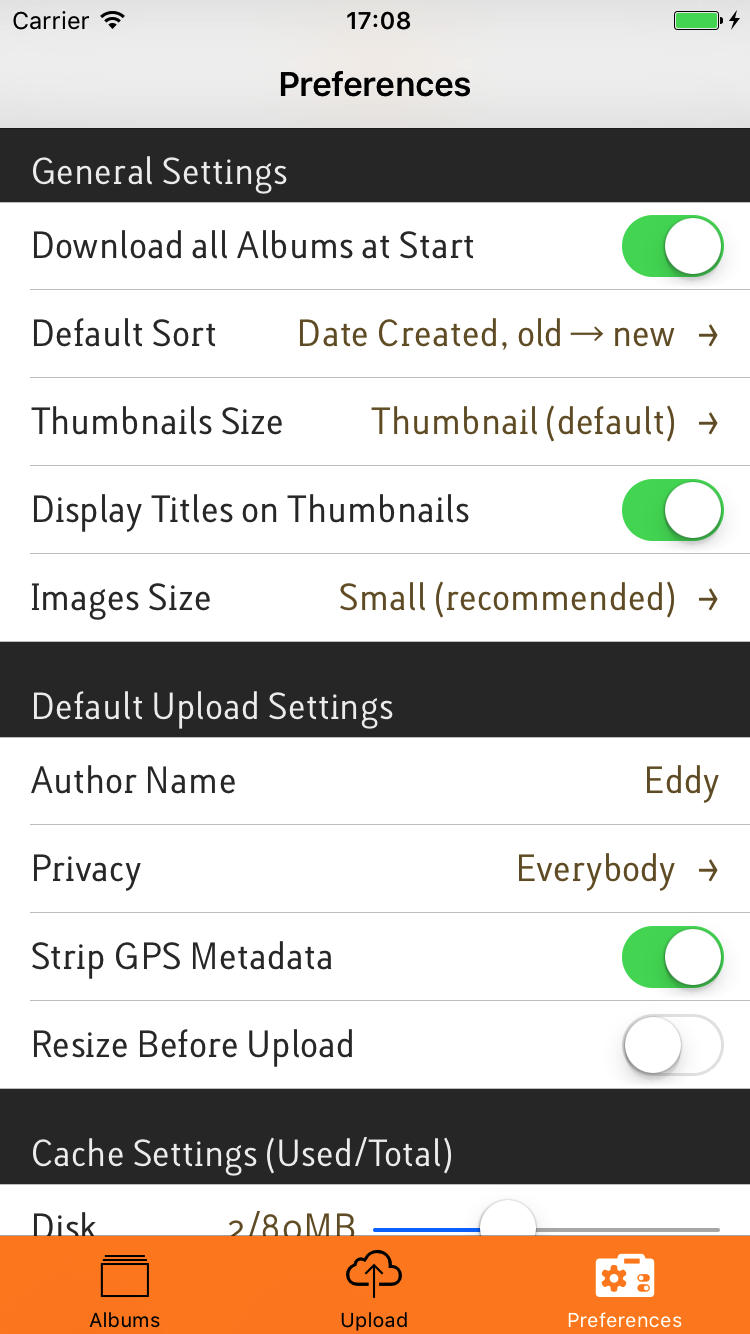 Carrier 17:08
Preferences
General Settings
Download all Albums at Start
Default Sort Date Created, old → new →
Thumbnails Size Thumbnail (default) →
Display Titles on Thumbnails
Images Size Small (recommended) →
Default Upload Settings
Author Name Eddy
Privacy Everybody →
Strip GPS Metadata
Resize Before Upload
Cache Settings (Used/Total)
Disk 2/80MB
Albums Upload Preferences